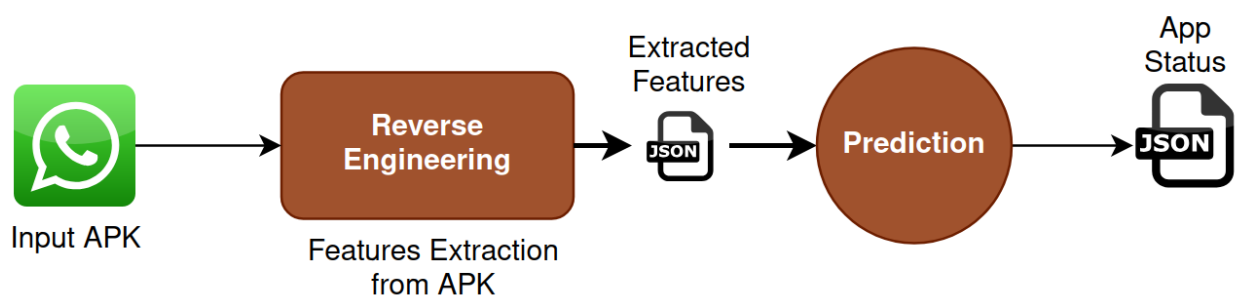 Input APK
Reverse
Engineering
Features Extraction
from APK
Extracted
Features
JSON
Prediction
App
Status
JSON